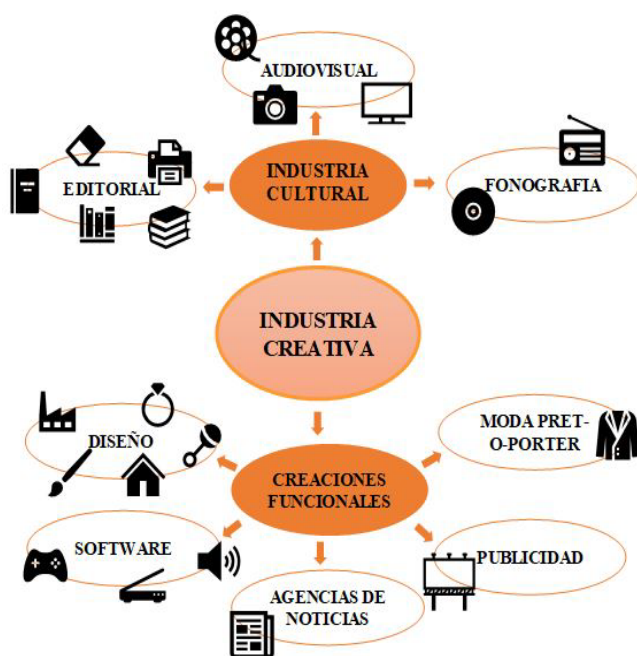 AUDIOVISUAL
INDUSTRIA
CULTURAL
EDITORIAL
FONOGRAFIA
INDUSTRIA
CREATIVA
DISEÑO
MODA PRET-
O-PORTER
CREACIONES
FUNCIONALES
SOFTWARE
PUBLICIDAD
AGENCIAS DE
NOTICIAS